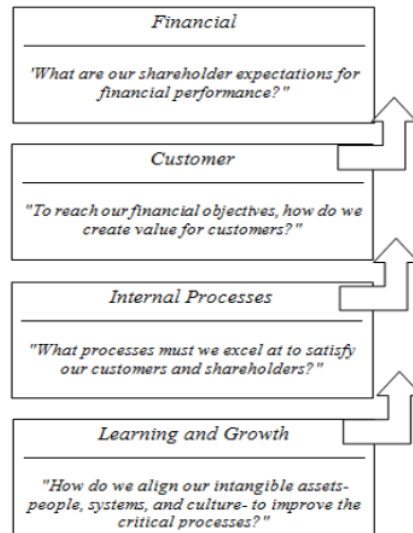 Financial
'What are our shareholder expectations for
financial performance?"
Customer
"To reach our financial objectives, how do we
create value for customers?"
Internal Processes
"What processes must we excel at to satisfy
our customers and shareholders?"
Learning and Growth
"How do we align our intangible assets-
people, systems, and culture- to improve the
critical processes?"